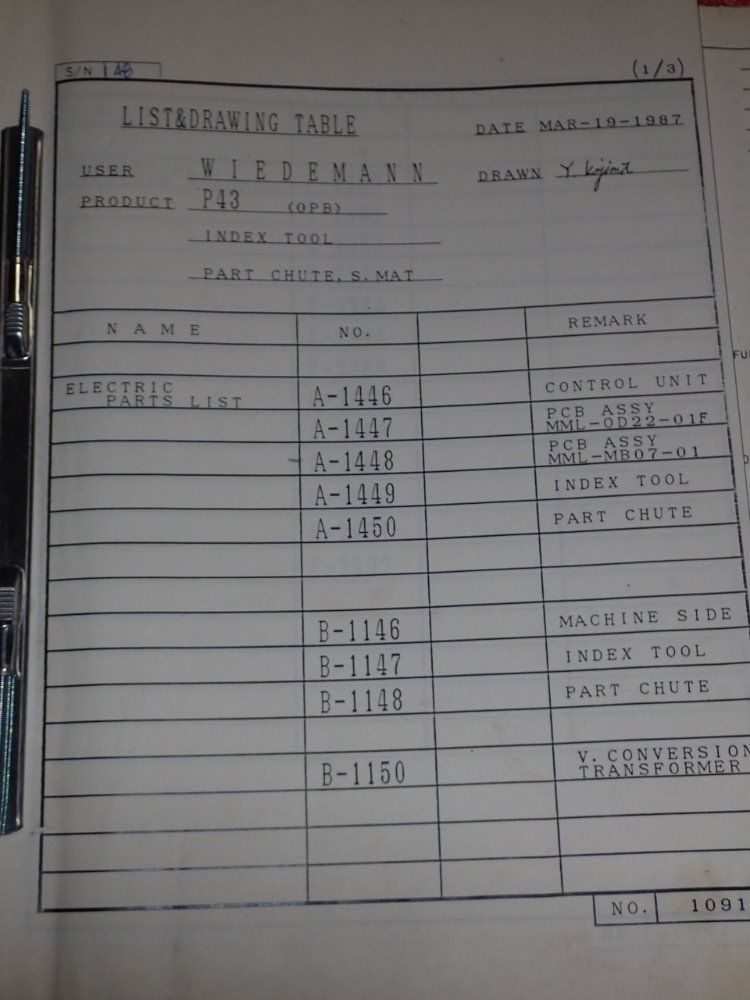 S/N 148
(1/3)
LIST&DRAWING TABLE
DATE MAR-19-1987
USER WIEDEMANN
DRAWN Y. Kojima
PRODUCT P43 (OPB)
INDEX TOOL
PART CHUTE, S. MAT
NAME NO. REMARK
ELECTRIC PARTS LIST A-1446 CONTROL UNIT
A-1447 PCB ASSY MML-OD22-01F
A-1448 PCB ASSY MML-MB07-01
A-1449 INDEX TOOL
A-1450 PART CHUTE
B-1146 MACHINE SIDE
B-1147 INDEX TOOL
B-1148 PART CHUTE
B-1150 V. CONVERSION TRANSFORMER
NO. 1091